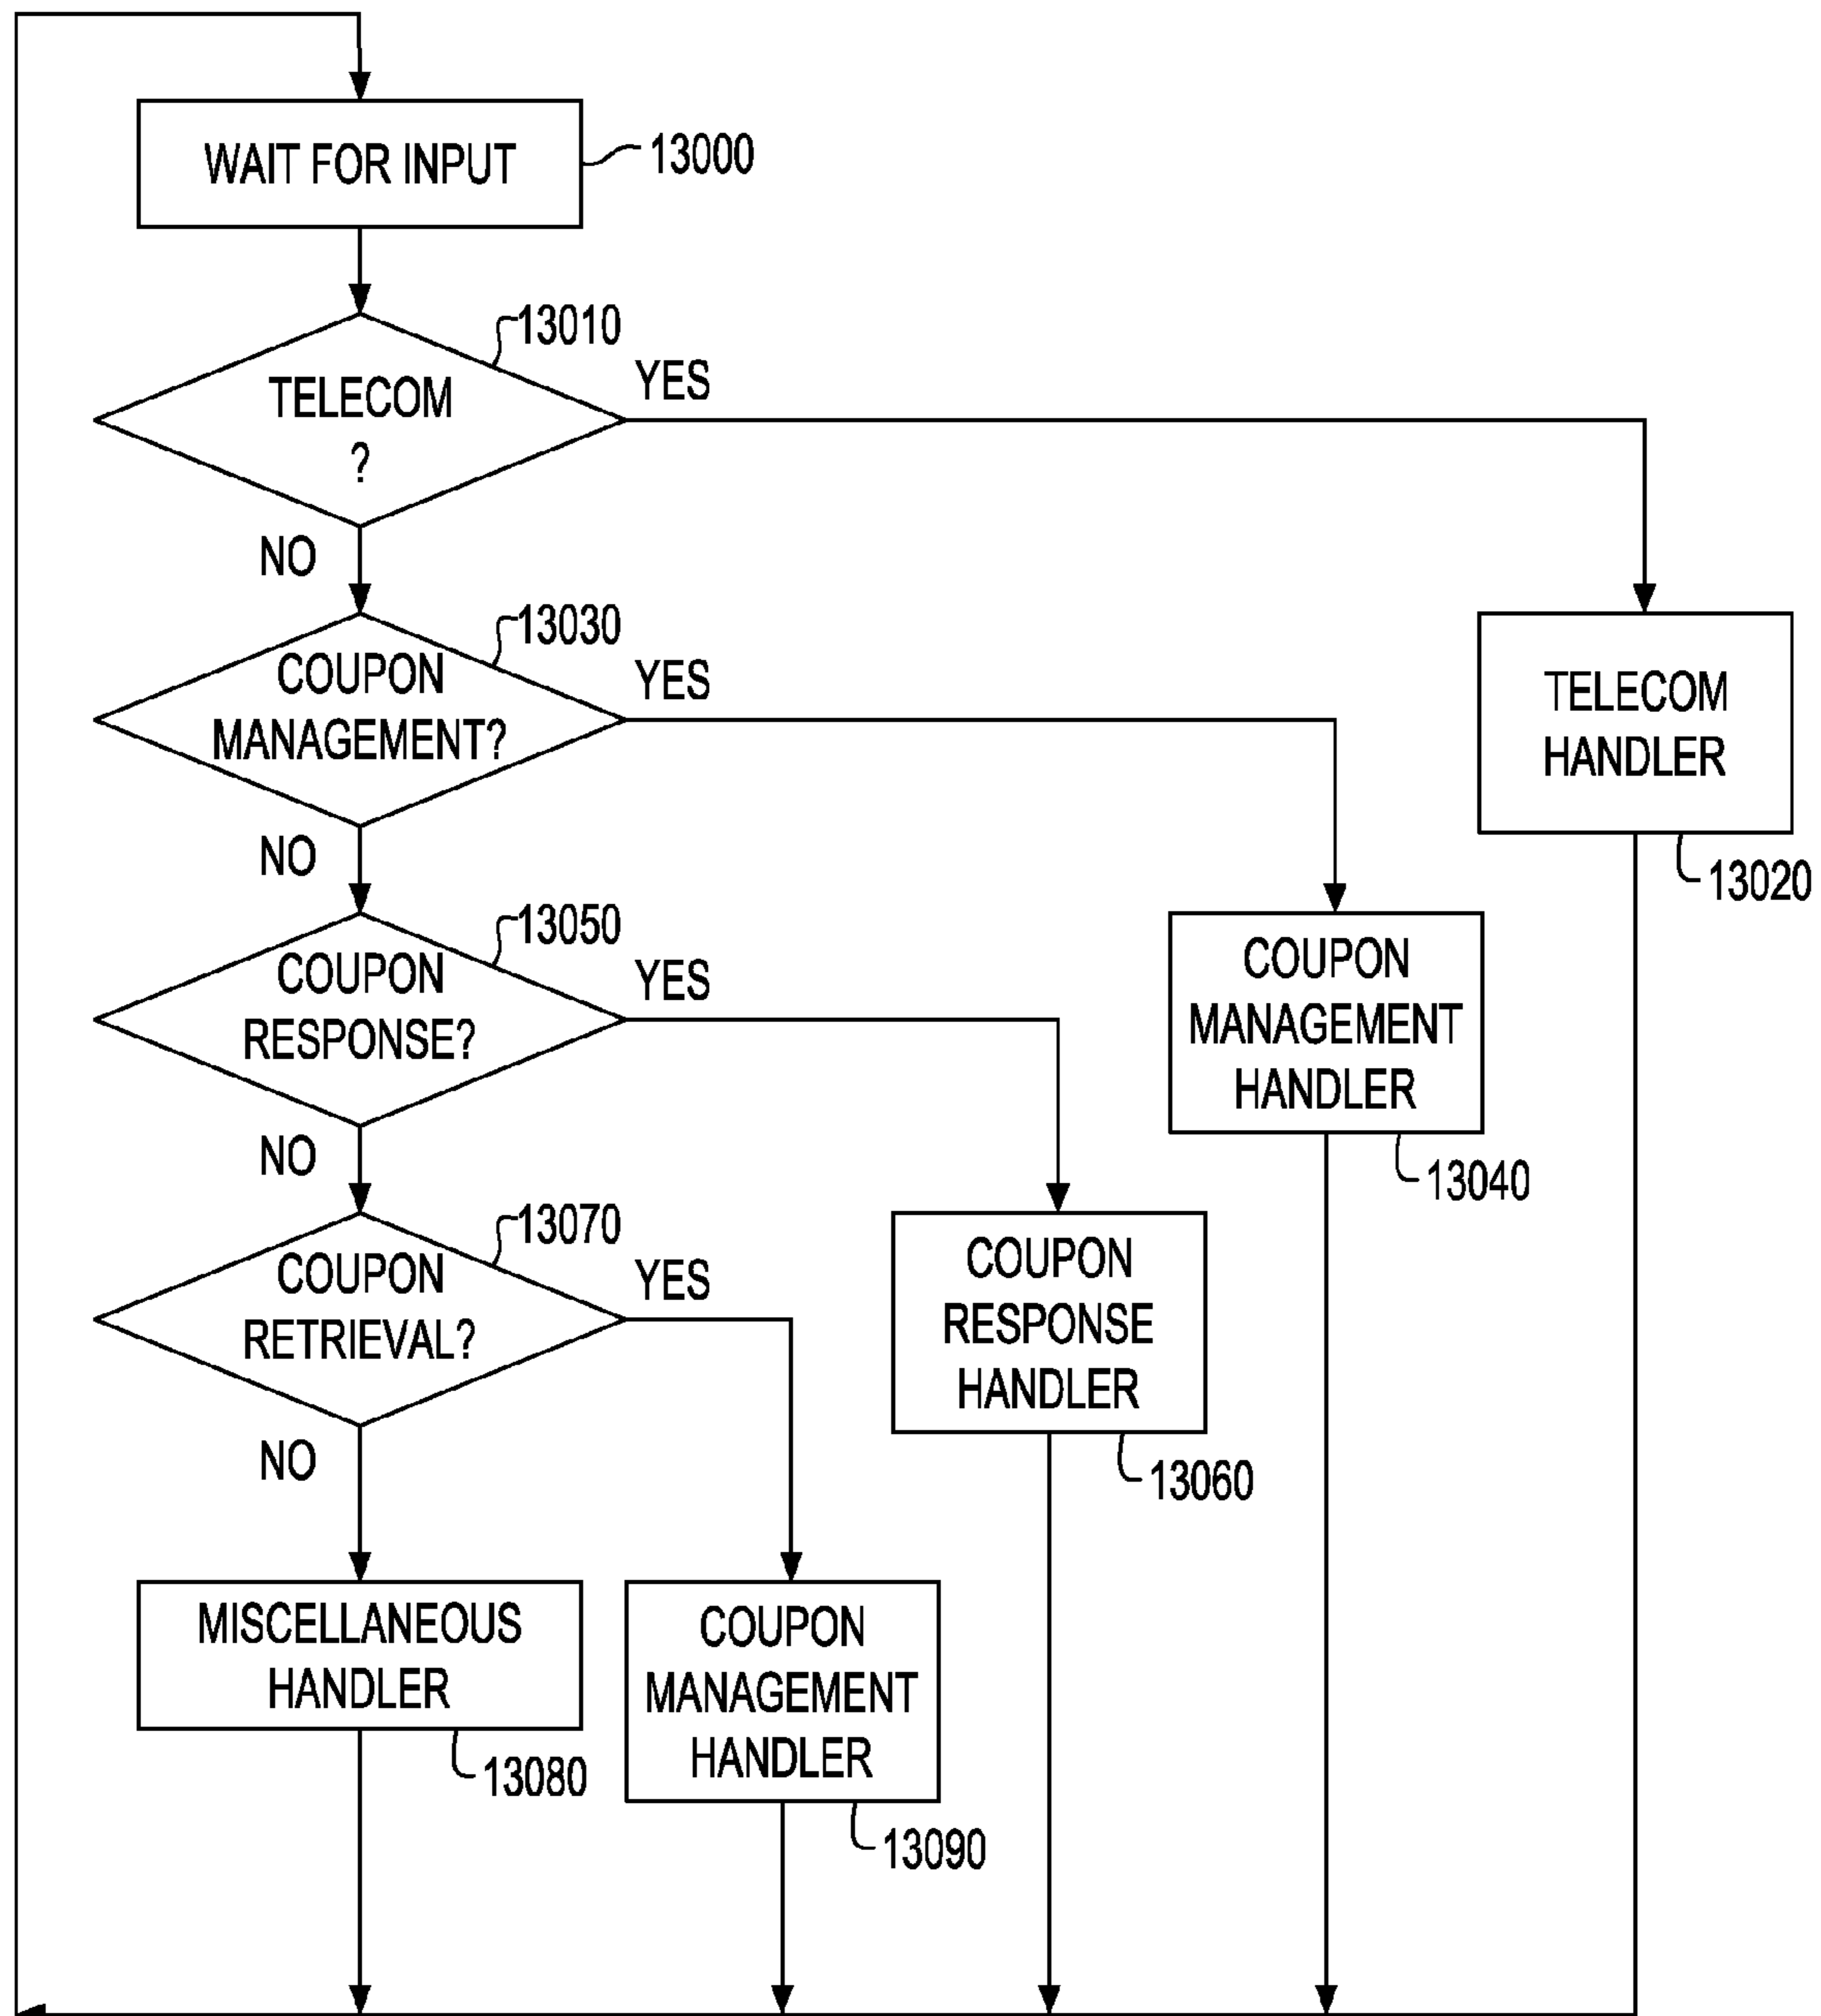 WAIT FOR INPUT
13000
13010
TELECOM
?
YES
NO
13030
COUPON
MANAGEMENT?
YES
NO
TELECOM
HANDLER
13020
13050
COUPON
RESPONSE?
YES
NO
COUPON
MANAGEMENT
HANDLER
13040
13070
COUPON
RETRIEVAL?
YES
NO
COUPON
RESPONSE
HANDLER
13060
MISCELLANEOUS
HANDLER
13080
COUPON
MANAGEMENT
HANDLER
13090